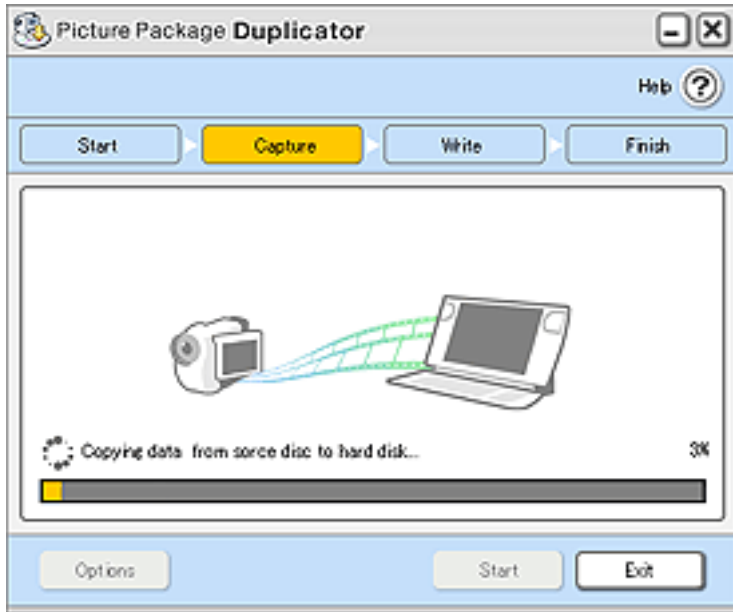 Picture Package Duplicator
Help
Start
Capture
Write
Finish
Copying data from sorce disc to hard disk...
3%
Options
Start
Exit